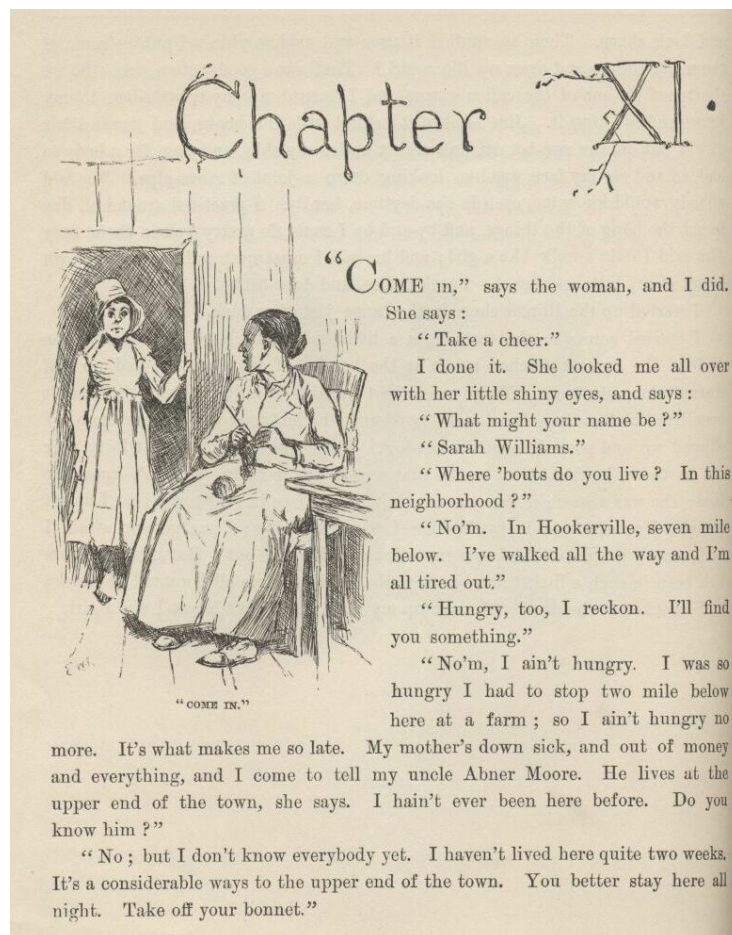 Chapter XI.
"COME in," says the woman, and I did.
She says:
"Take a cheer."
I done it. She looked me all over
with her little shiny eyes, and says:
"What might your name be?"
"Sarah Williams."
"Where 'bouts do you live? In this
neighborhood?"
"No'm. In Hookerville, seven mile
below. I've walked all the way and I'm
all tired out."
"Hungry, too, I reckon. I'll find
you something."
"No'm, I ain't hungry. I was so
hungry I had to stop two mile below
here at a farm; so I ain't hungry no
"COME IN."
more. It's what makes me so late. My mother's down sick, and out of money
and everything, and I come to tell my uncle Abner Moore. He lives at the
upper end of the town, she says. I hain't ever been here before. Do you
know him?"
"No; but I don't know everybody yet. I haven't lived here quite two weeks.
It's a considerable ways to the upper end of the town. You better stay here all
night. Take off your bonnet."